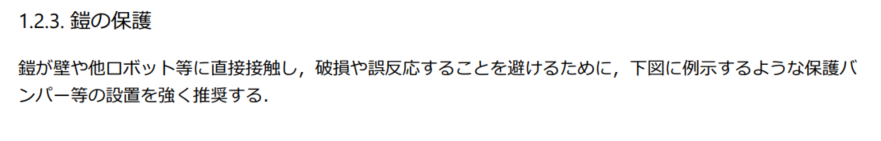 1.2.3. 鎧の保護
鎧が壁や他ロボット等に直接接触し，破損や誤反応することを避けるために，下図に例示するような保護バ
ンパー等の設置を強く推奨する．